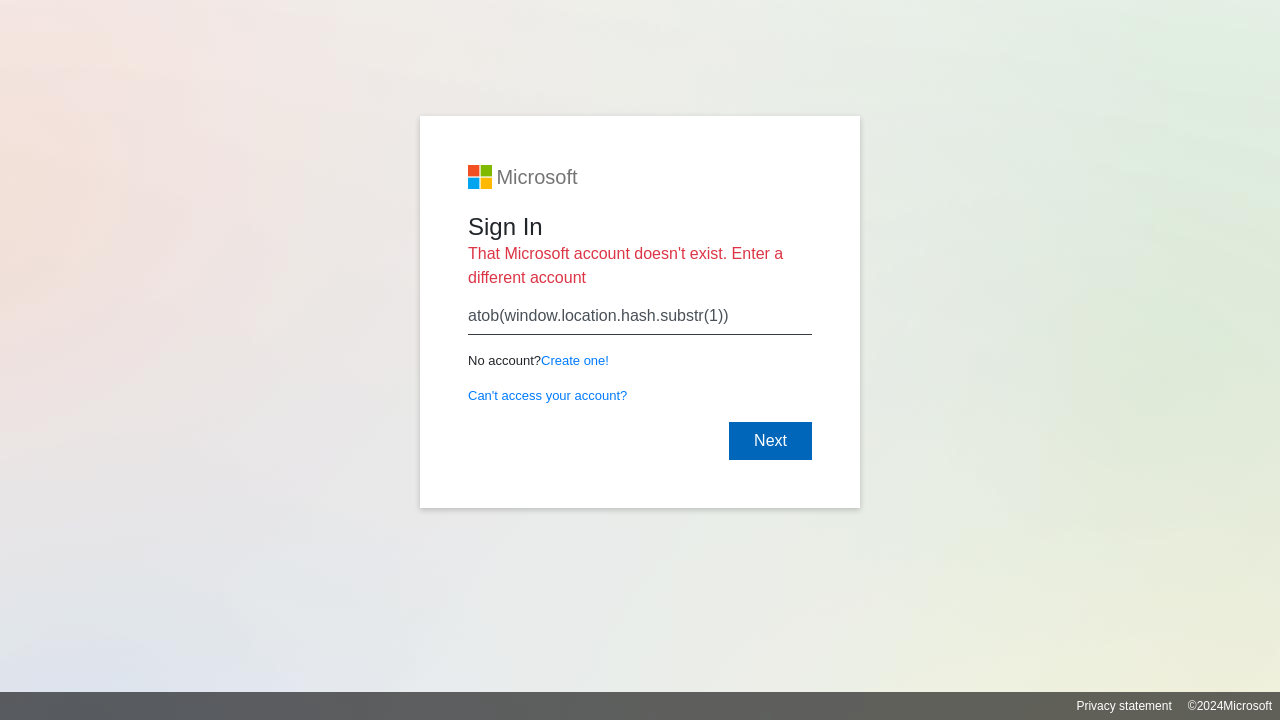 Microsoft
Sign In
That Microsoft account doesn't exist. Enter a
different account
atob(window.location.hash.substr(1))
No account?Create one!
Can't access your account?
Next
Privacy statement ©2024Microsoft